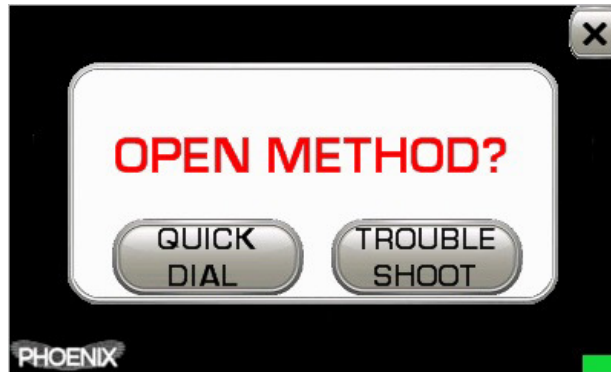 X
OPEN METHOD?
QUICK
DIAL
TROUBLE
SHOOT
PHOENIX